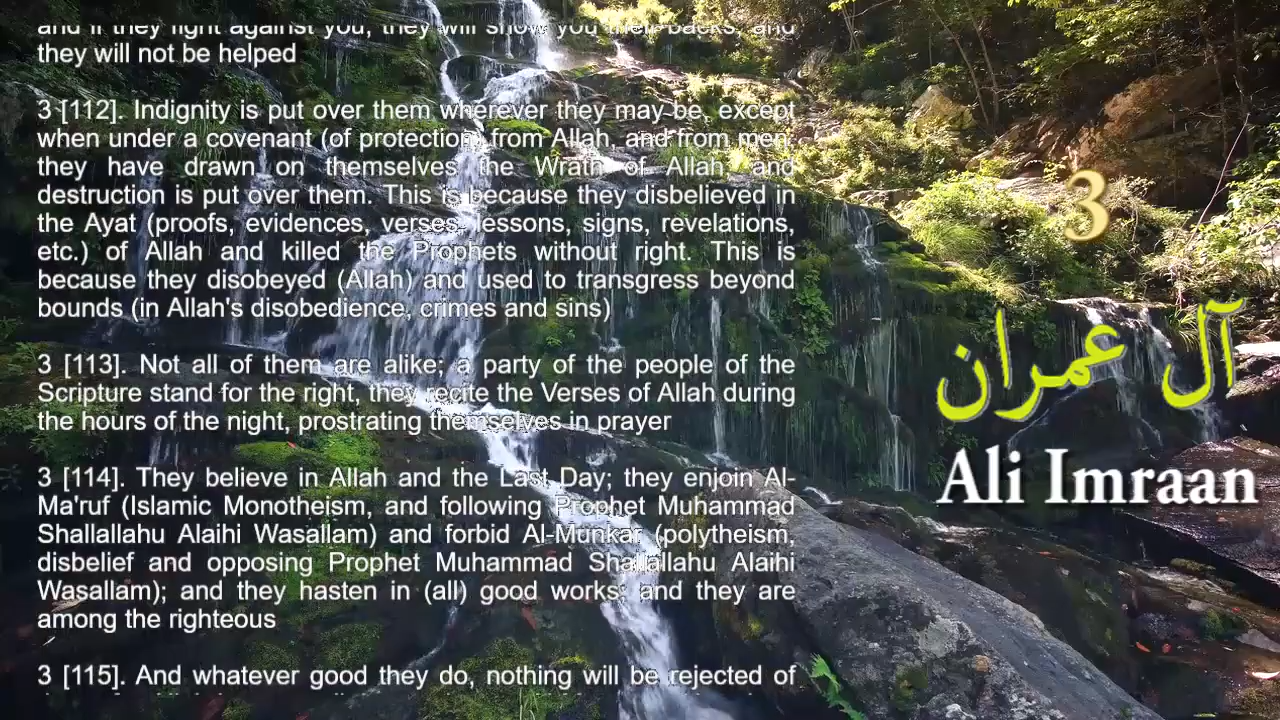 and if they fight against you, they will show you their backs, and
they will not be helped
3 [112]. Indignity is put over them wherever they may be, except
when under a covenant (of protection) from Allah, and from men;
they have drawn on themselves the Wrath of Allah, and
destruction is put over them. This is because they disbelieved in
the Ayat (proofs, evidences, verses, lessons, signs, revelations,
etc.) of Allah and killed the Prophets without right. This is
because they disobeyed (Allah) and used to transgress beyond
bounds (in Allah's disobedience, crimes and sins)
3 [113]. Not all of them are alike; a party of the people of the
Scripture stand for the right, they recite the Verses of Allah during
the hours of the night, prostrating themselves in prayer
3 [114]. They believe in Allah and the Last Day; they enjoin Al-
Ma'ruf (Islamic Monotheism, and following Prophet Muhammad
Shallallahu Alaihi Wasallam) and forbid Al-Munkar (polytheism,
disbelief and opposing Prophet Muhammad Shallallahu Alaihi
Wasallam); and they hasten in (all) good works; and they are
among the righteous
3 [115]. And whatever good they do, nothing will be rejected of
3
آل عمران
Ali Imraan